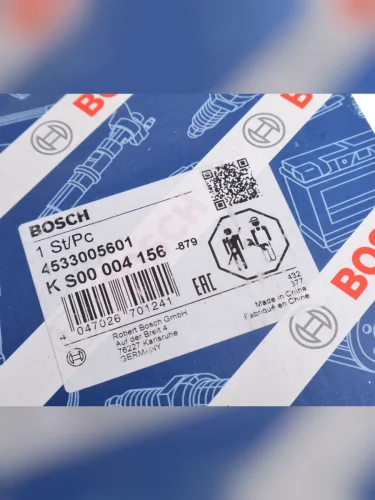 BOSCH
BOSCH
BOSCH
1 St/Pc
4533005601
K S00 004 156 -879
4 047026 701241
EAC
Robert Bosch GmbH
Auf der Breit 4
76227 Karlsruhe
GERMANY
432
377
Made in China
Fabriqué en Chine
BOSCH